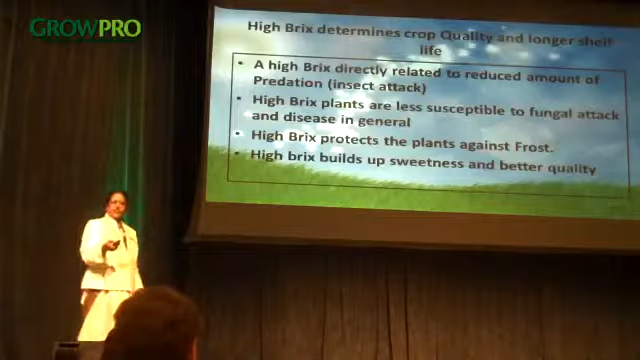 GROWPRO
High Brix determines crop Quality and longer shelf
life
• A high Brix directly related to reduced amount of
Predation (insect attack)
• High Brix plants are less susceptible to fungal attack
and disease in general
• High Brix protects the plants against Frost.
• High brix builds up sweetness and better quality